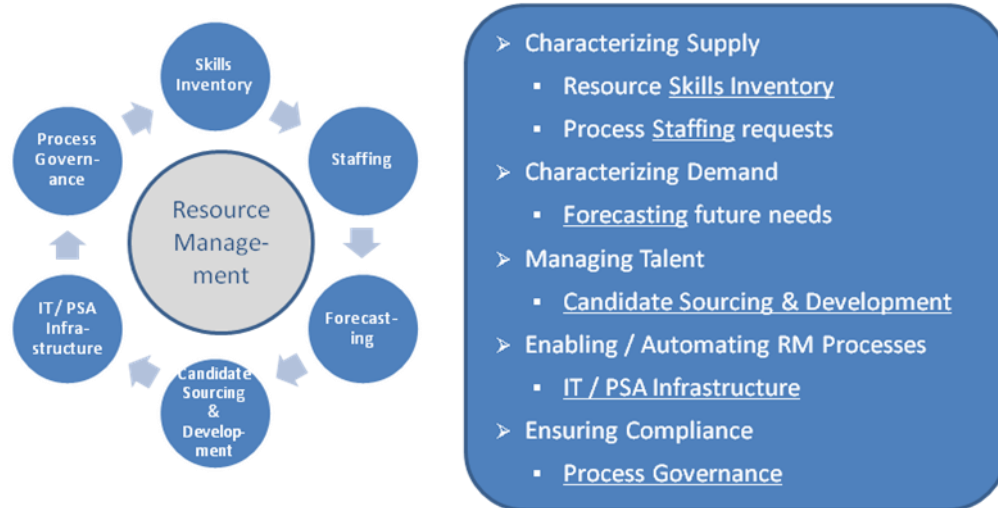 Skills
Inventory
Staffing
Forecast-
ing
Candidate
Sourcing
&
Develop-
ment
IT / PSA
Infra-
structure
Process
Govern-
ance
Resource
Manage-
ment
➢ Characterizing Supply
▪ Resource Skills Inventory
▪ Process Staffing requests
➢ Characterizing Demand
▪ Forecasting future needs
➢ Managing Talent
▪ Candidate Sourcing & Development
➢ Enabling / Automating RM Processes
▪ IT / PSA Infrastructure
➢ Ensuring Compliance
▪ Process Governance